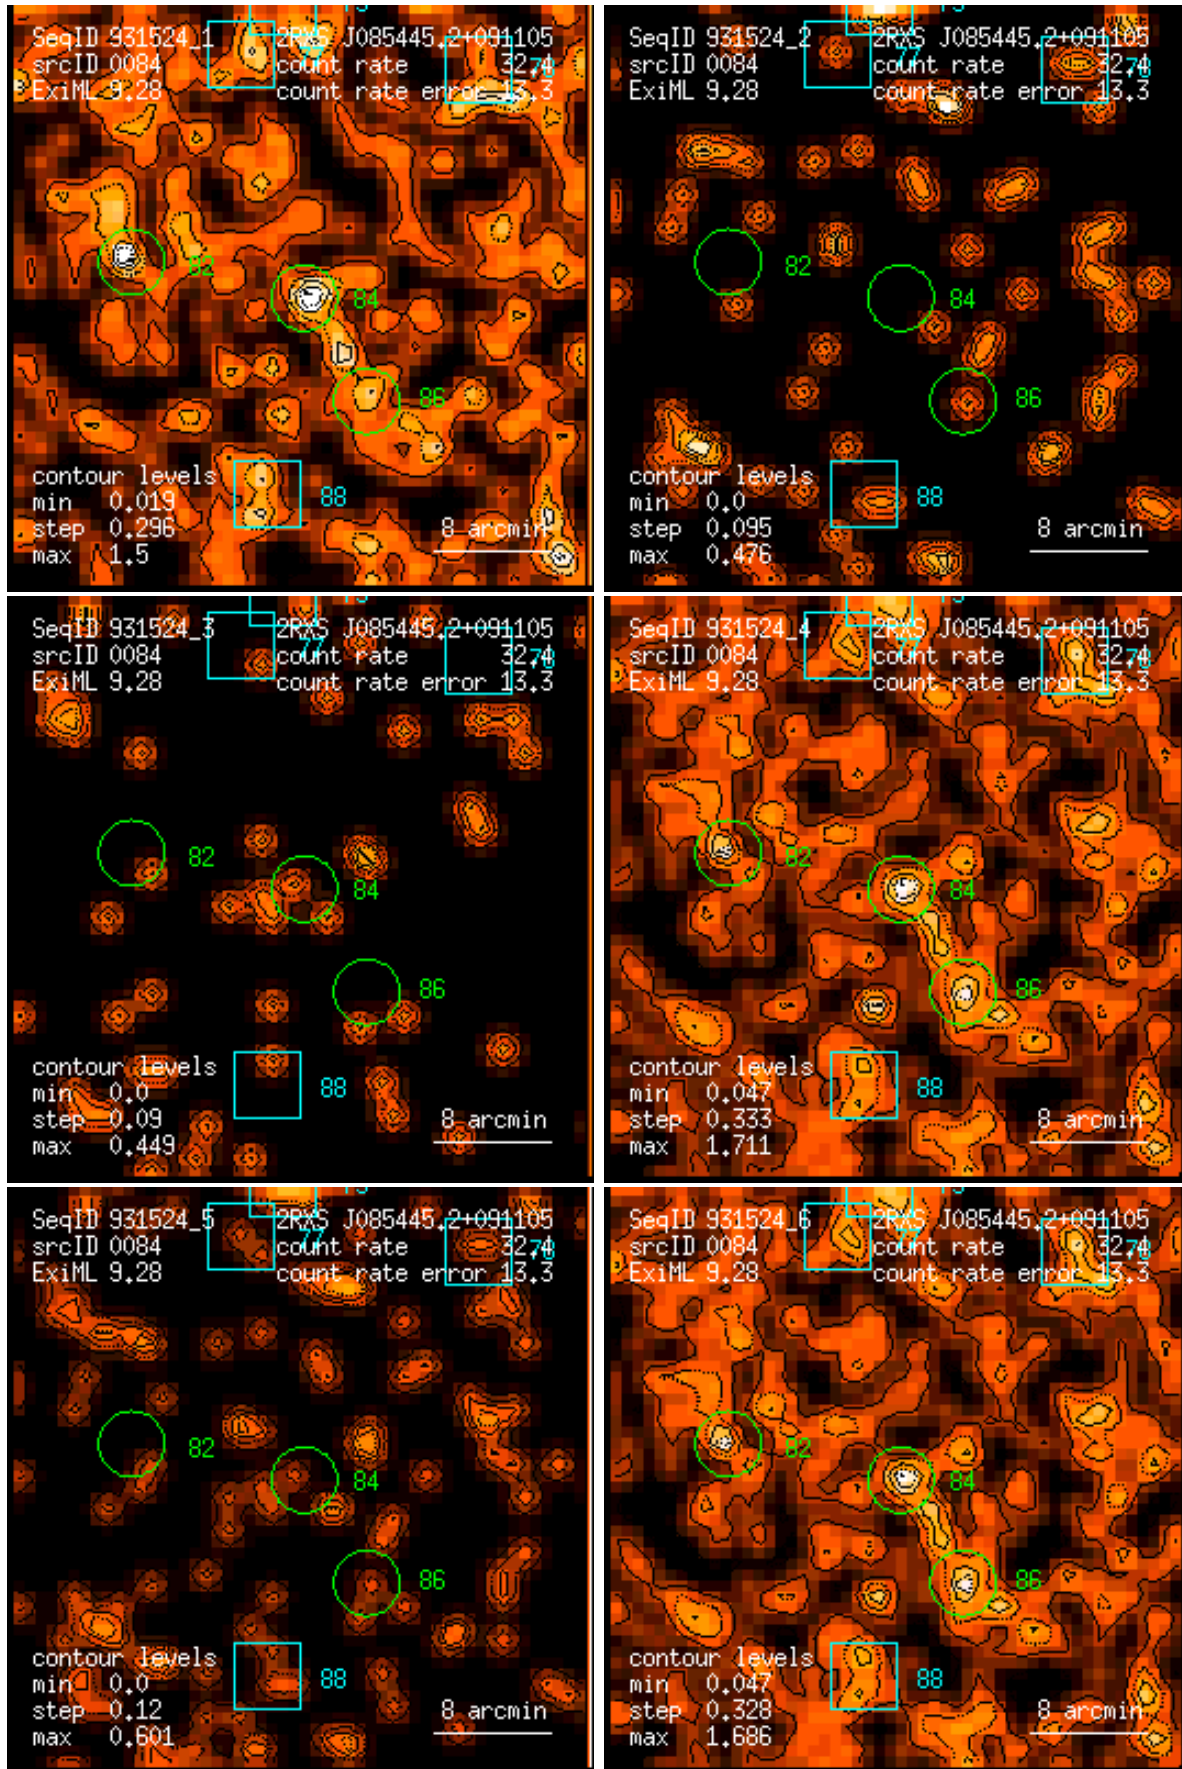 SeqID 931524_1 2RXS J085445.2+091105
srcID 0084 77 count rate 32.4
ExiML 9.28 count rate error 13.3
82
84
86
contour levels
min 0.019 88
step 0.296 8 arcmin
max 1.5
SeqID 931524_2 2RXS J085445.2+091105
srcID 0084 77 count rate 32.4
ExiML 9.28 count rate error 13.3
82
84
86
contour levels
min 0.0 88
step 0.095 8 arcmin
max 0.476
SeqID 931524_3 2RXS J085445.2+091105
srcID 0084 77 count rate 32.4
ExiML 9.28 count rate error 13.3
82
84
86
contour levels
min 0.0 88
step 0.09 8 arcmin
max 0.449
SeqID 931524_4 2RXS J085445.2+091105
srcID 0084 77 count rate 32.4
ExiML 9.28 count rate error 13.3
82
84
86
contour levels
min 0.047 88
step 0.333 8 arcmin
max 1.711
SeqID 931524_5 2RXS J085445.2+091105
srcID 0084 77 count rate 32.4
ExiML 9.28 count rate error 13.3
82
84
86
contour levels
min 0.0 88
step 0.12 8 arcmin
max 0.601
SeqID 931524_6 2RXS J085445.2+091105
srcID 0084 77 count rate 32.4
ExiML 9.28 count rate error 13.3
82
84
86
contour levels
min 0.047 88
step 0.328 8 arcmin
max 1.686